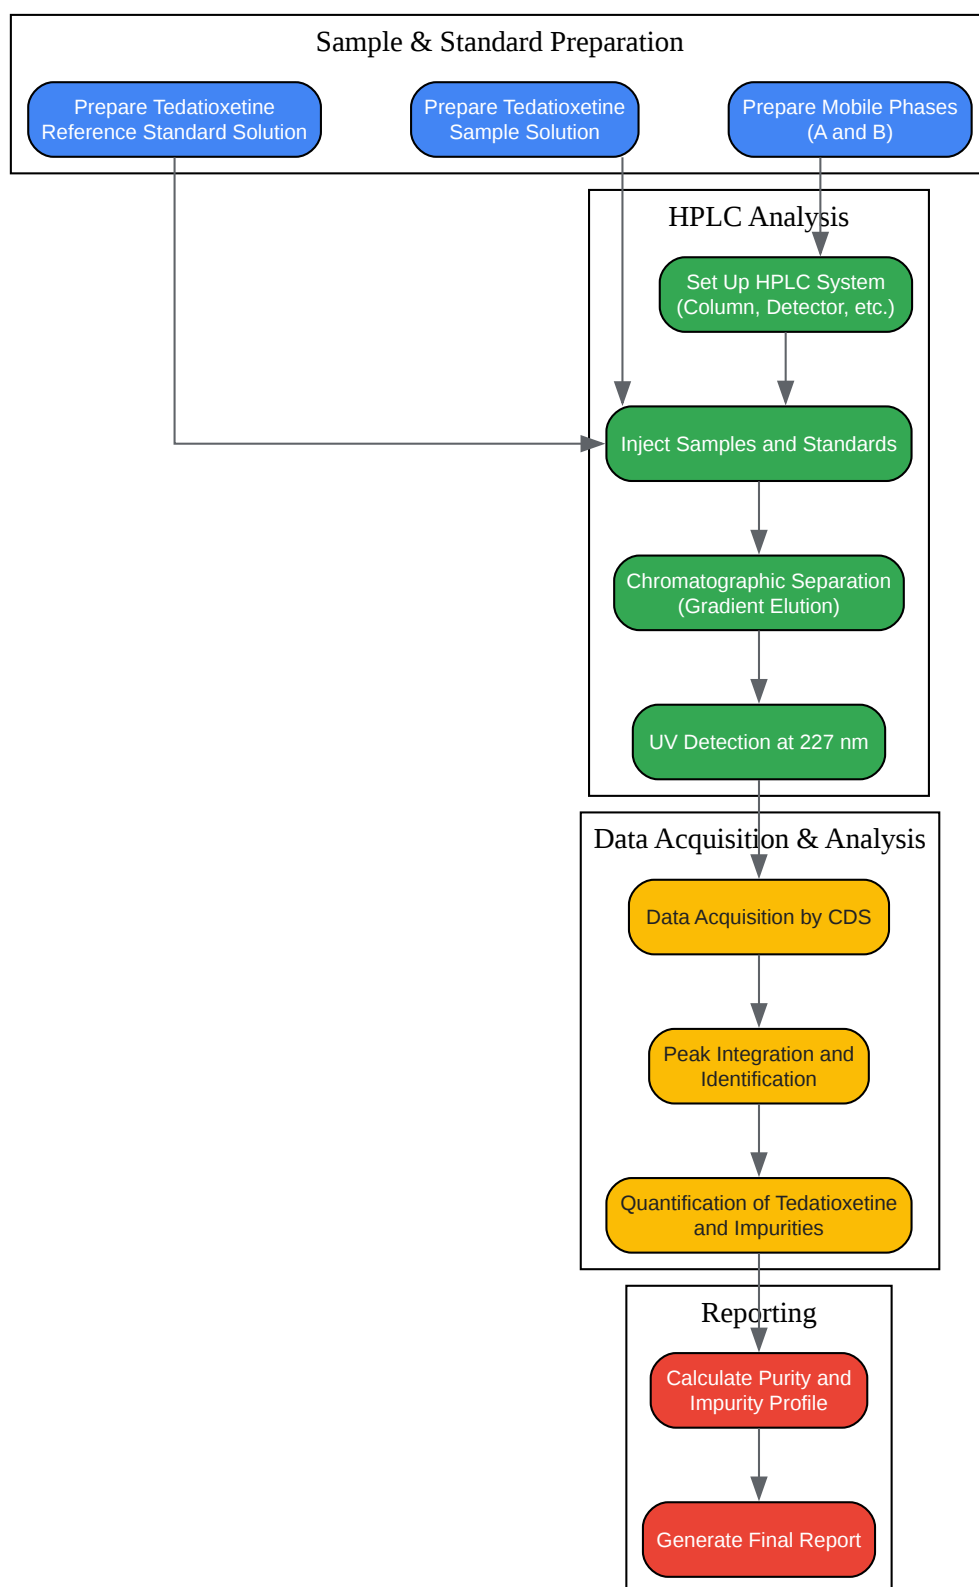 Sample & Standard Preparation
Prepare Tedatioxetine
Reference Standard Solution
Prepare Tedatioxetine
Sample Solution
Prepare Mobile Phases
(A and B)
HPLC Analysis
Set Up HPLC System
(Column, Detector, etc.)
Inject Samples and Standards
Chromatographic Separation
(Gradient Elution)
UV Detection at 227 nm
Data Acquisition & Analysis
Data Acquisition by CDS
Peak Integration and
Identification
Quantification of Tedatioxetine
and Impurities
Reporting
Calculate Purity and
Impurity Profile
Generate Final Report